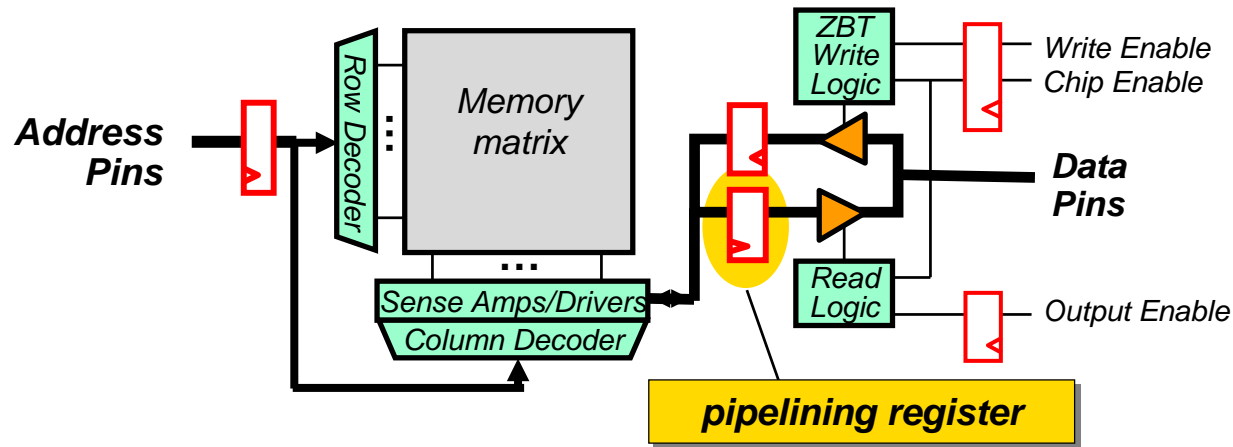 Address
Pins
Row Decoder
...
Memory
matrix
...
Sense Amps/Drivers
Column Decoder
ZBT
Write
Logic
Read
Logic
Write Enable
Chip Enable
Data
Pins
Output Enable
pipelining register